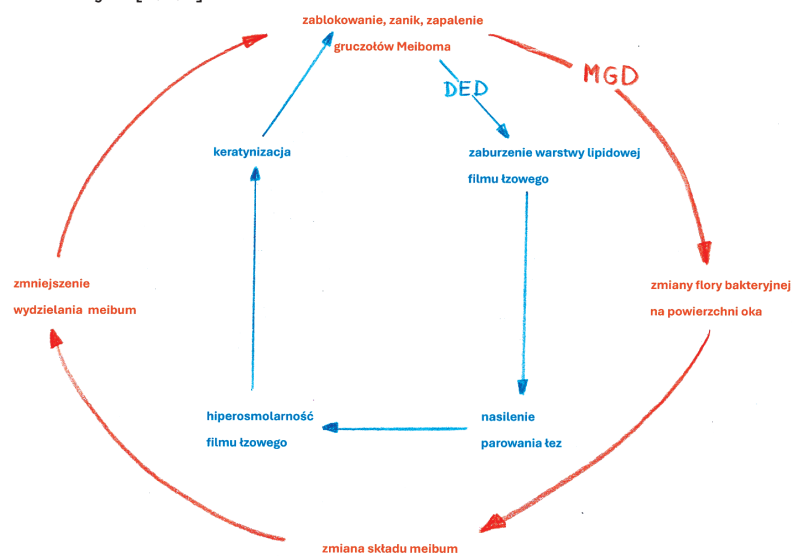 zablokowanie, zanik, zapalenie
gruczołów Meiboma
MGD
DED
keratynizacja
zaburzenie warstwy lipidowej
filmu łzowego
zmniejszenie
wydzielania meibum
zmiany flory bakteryjnej
na powierzchni oka
hiperosmolarność
filmu łzowego
nasilenie
parowania łez
zmiana składu meibum